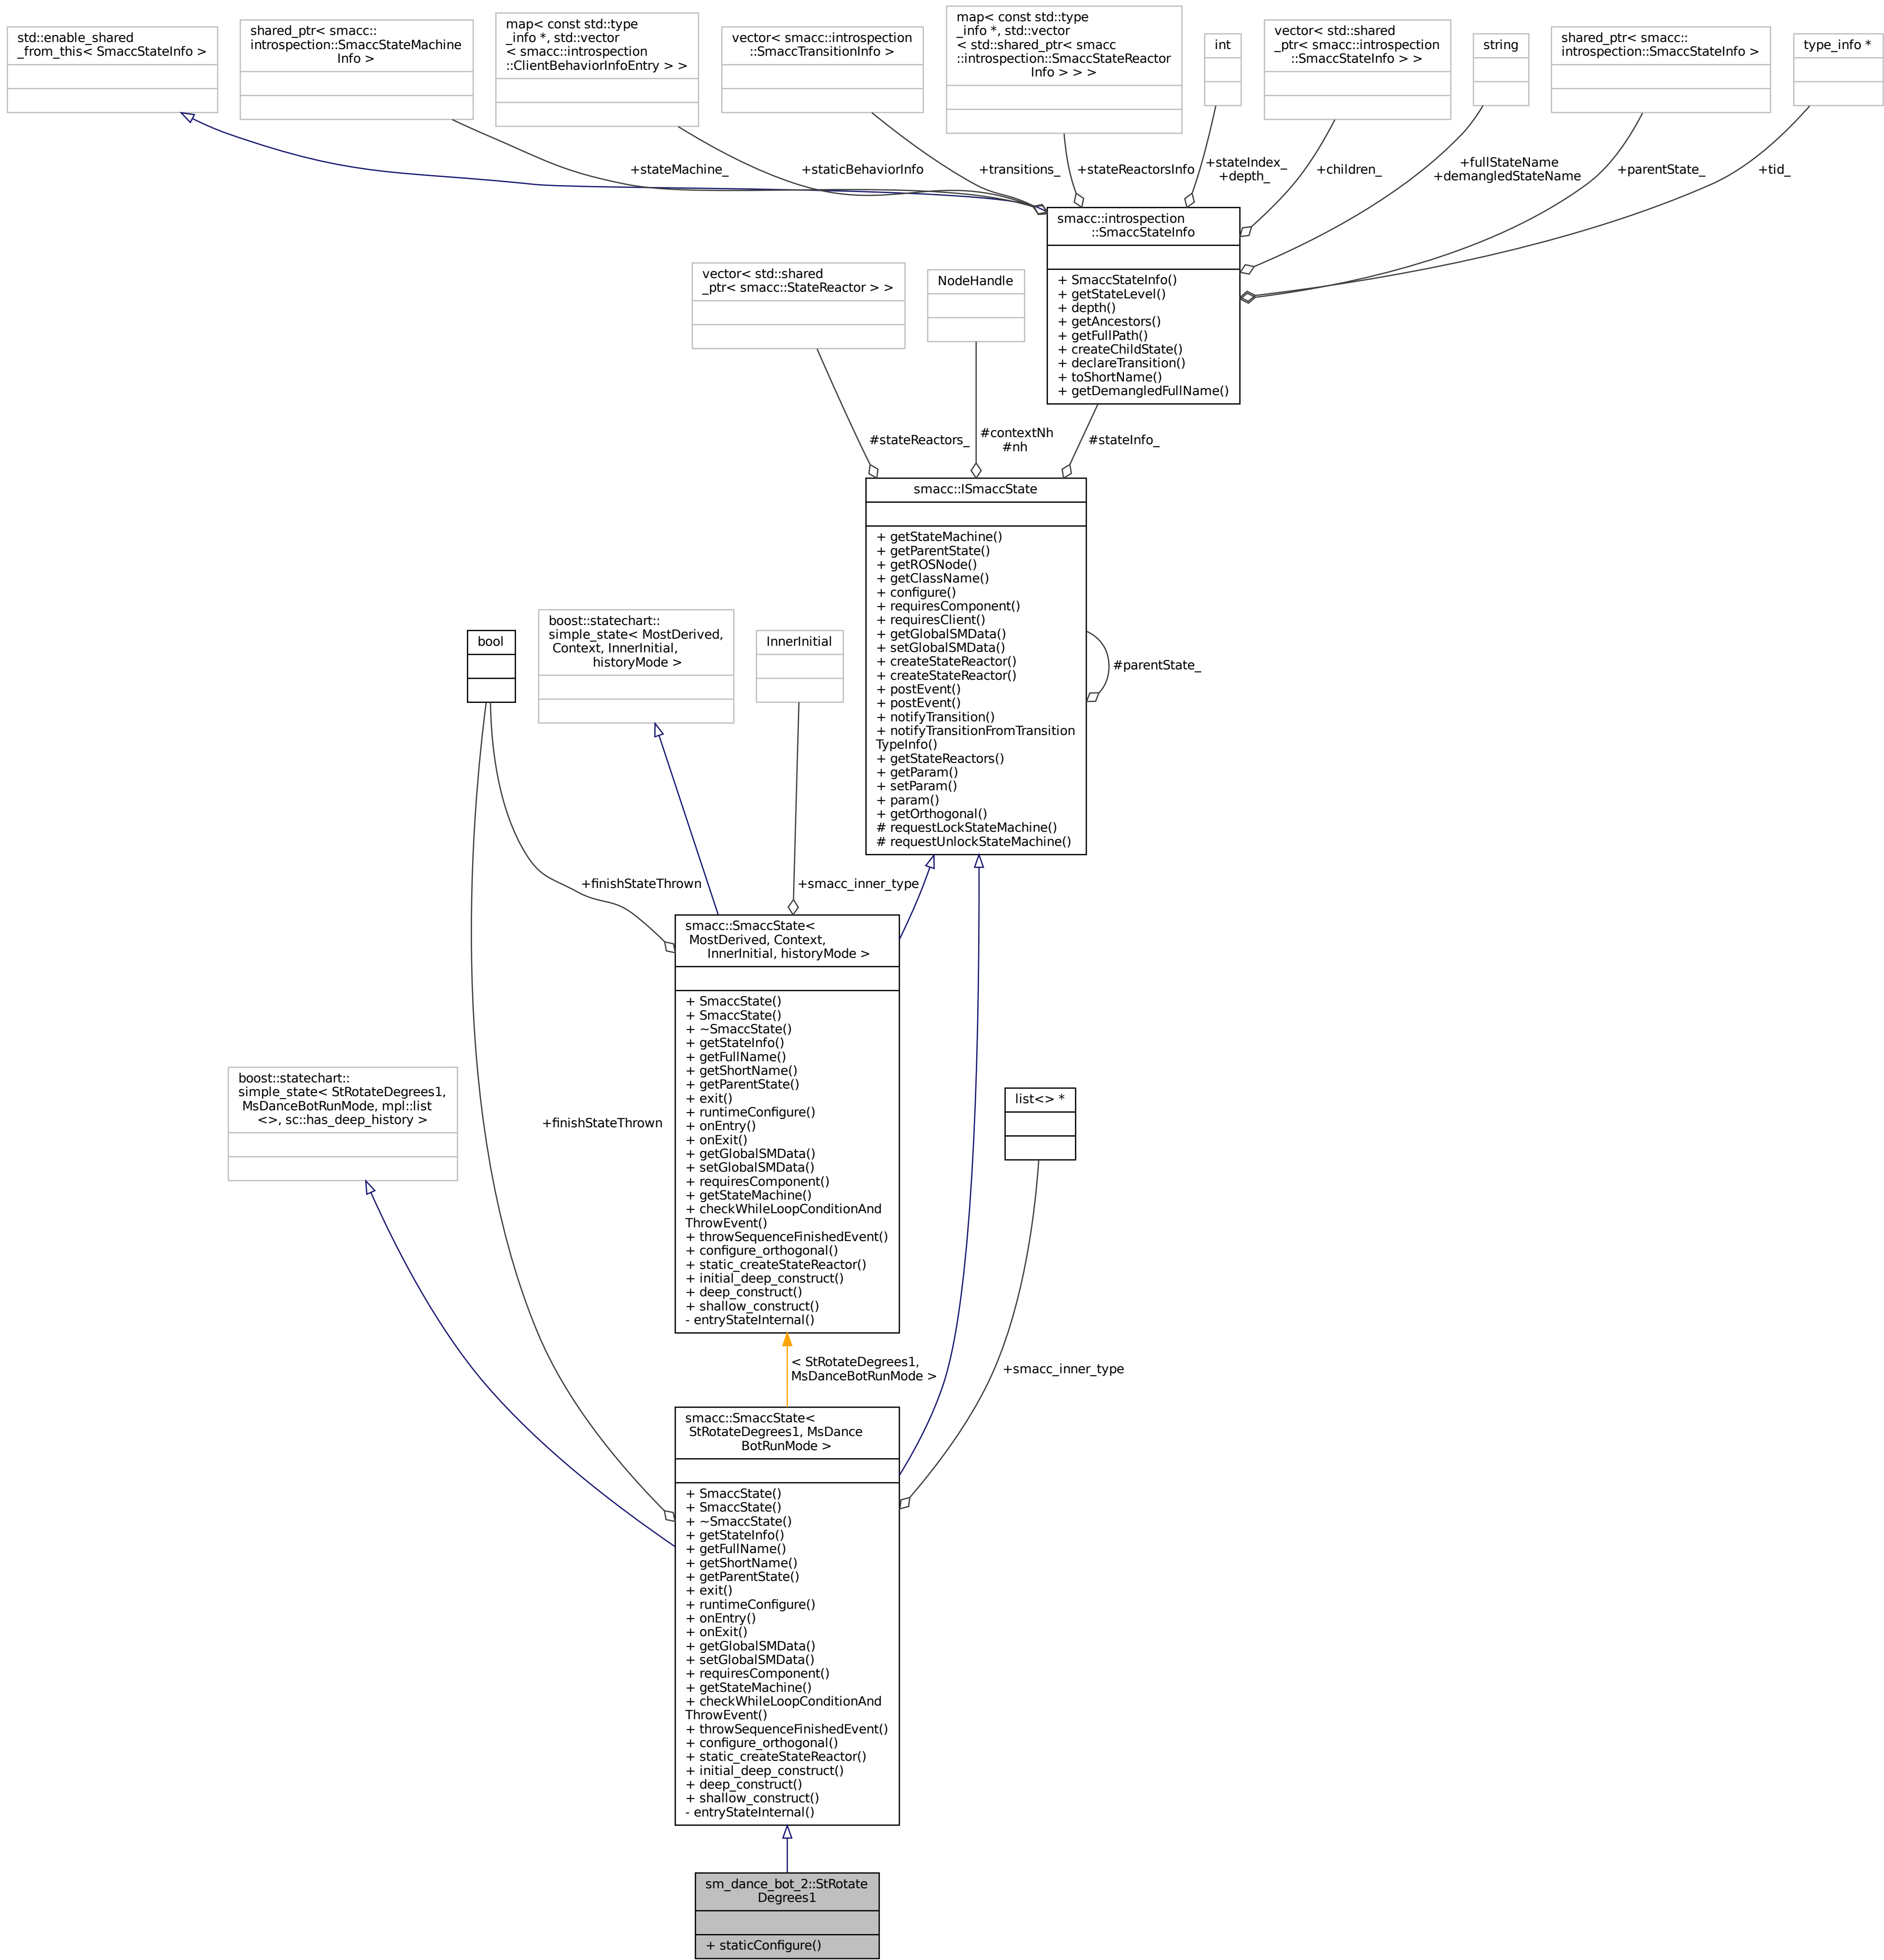 std::enable_shared
_from_this< SmaccStateInfo >
shared_ptr< smacc::
introspection::SmaccStateMachine
Info >
map< const std::type
_info *, std::vector
< smacc::introspection
::ClientBehaviorInfoEntry > >
vector< smacc::introspection
::SmaccTransitionInfo >
map< const std::type
_info *, std::vector
< std::shared_ptr< smacc
::introspection::SmaccStateReactor
Info > > >
int
vector< std::shared
_ptr< smacc::introspection
::SmaccStateInfo > >
string
shared_ptr< smacc::
introspection::SmaccStateInfo >
type_info *
+stateMachine_
+staticBehaviorInfo
+transitions_
+stateReactorsInfo
+stateIndex_
+depth_
+children_
+fullStateName
+demangledStateName
+parentState_
+tid_
smacc::introspection
::SmaccStateInfo
+ SmaccStateInfo()
+ getStateLevel()
+ depth()
+ getAncestors()
+ getFullPath()
+ createChildState()
+ declareTransition()
+ toShortName()
+ getDemangledFullName()
vector< std::shared
_ptr< smacc::StateReactor > >
NodeHandle
#stateReactors_
#contextNh
#nh
#stateInfo_
smacc::ISmaccState
+ getStateMachine()
+ getParentState()
+ getROSNode()
+ getClassName()
+ configure()
+ requiresComponent()
+ requiresClient()
+ getGlobalSMData()
+ setGlobalSMData()
+ createStateReactor()
+ createStateReactor()
+ postEvent()
+ postEvent()
+ notifyTransition()
+ notifyTransitionFromTransition
TypeInfo()
+ getStateReactors()
+ getParam()
+ setParam()
+ param()
+ getOrthogonal()
# requestLockStateMachine()
# requestUnlockStateMachine()
#parentState_
bool
boost::statechart::
simple_state< MostDerived,
Context, InnerInitial,
historyMode >
InnerInitial
+finishStateThrown
+smacc_inner_type
smacc::SmaccState<
MostDerived, Context,
InnerInitial, historyMode >
+ SmaccState()
+ SmaccState()
+ ~SmaccState()
+ getStateInfo()
+ getFullName()
+ getShortName()
+ getParentState()
+ exit()
+ runtimeConfigure()
+ onEntry()
+ onExit()
+ getGlobalSMData()
+ setGlobalSMData()
+ requiresComponent()
+ getStateMachine()
+ checkWhileLoopConditionAnd
ThrowEvent()
+ throwSequenceFinishedEvent()
+ configure_orthogonal()
+ static_createStateReactor()
+ initial_deep_construct()
+ deep_construct()
+ shallow_construct()
- entryStateInternal()
boost::statechart::
simple_state< StRotateDegrees1,
MsDanceBotRunMode, mpl::list
<>, sc::has_deep_history >
+finishStateThrown
list<> *
< StRotateDegrees1,
MsDanceBotRunMode >
+smacc_inner_type
smacc::SmaccState<
StRotateDegrees1, MsDance
BotRunMode >
+ SmaccState()
+ SmaccState()
+ ~SmaccState()
+ getStateInfo()
+ getFullName()
+ getShortName()
+ getParentState()
+ exit()
+ runtimeConfigure()
+ onEntry()
+ onExit()
+ getGlobalSMData()
+ setGlobalSMData()
+ requiresComponent()
+ getStateMachine()
+ checkWhileLoopConditionAnd
ThrowEvent()
+ throwSequenceFinishedEvent()
+ configure_orthogonal()
+ static_createStateReactor()
+ initial_deep_construct()
+ deep_construct()
+ shallow_construct()
- entryStateInternal()
sm_dance_bot_2::StRotate
Degrees1
+ staticConfigure()